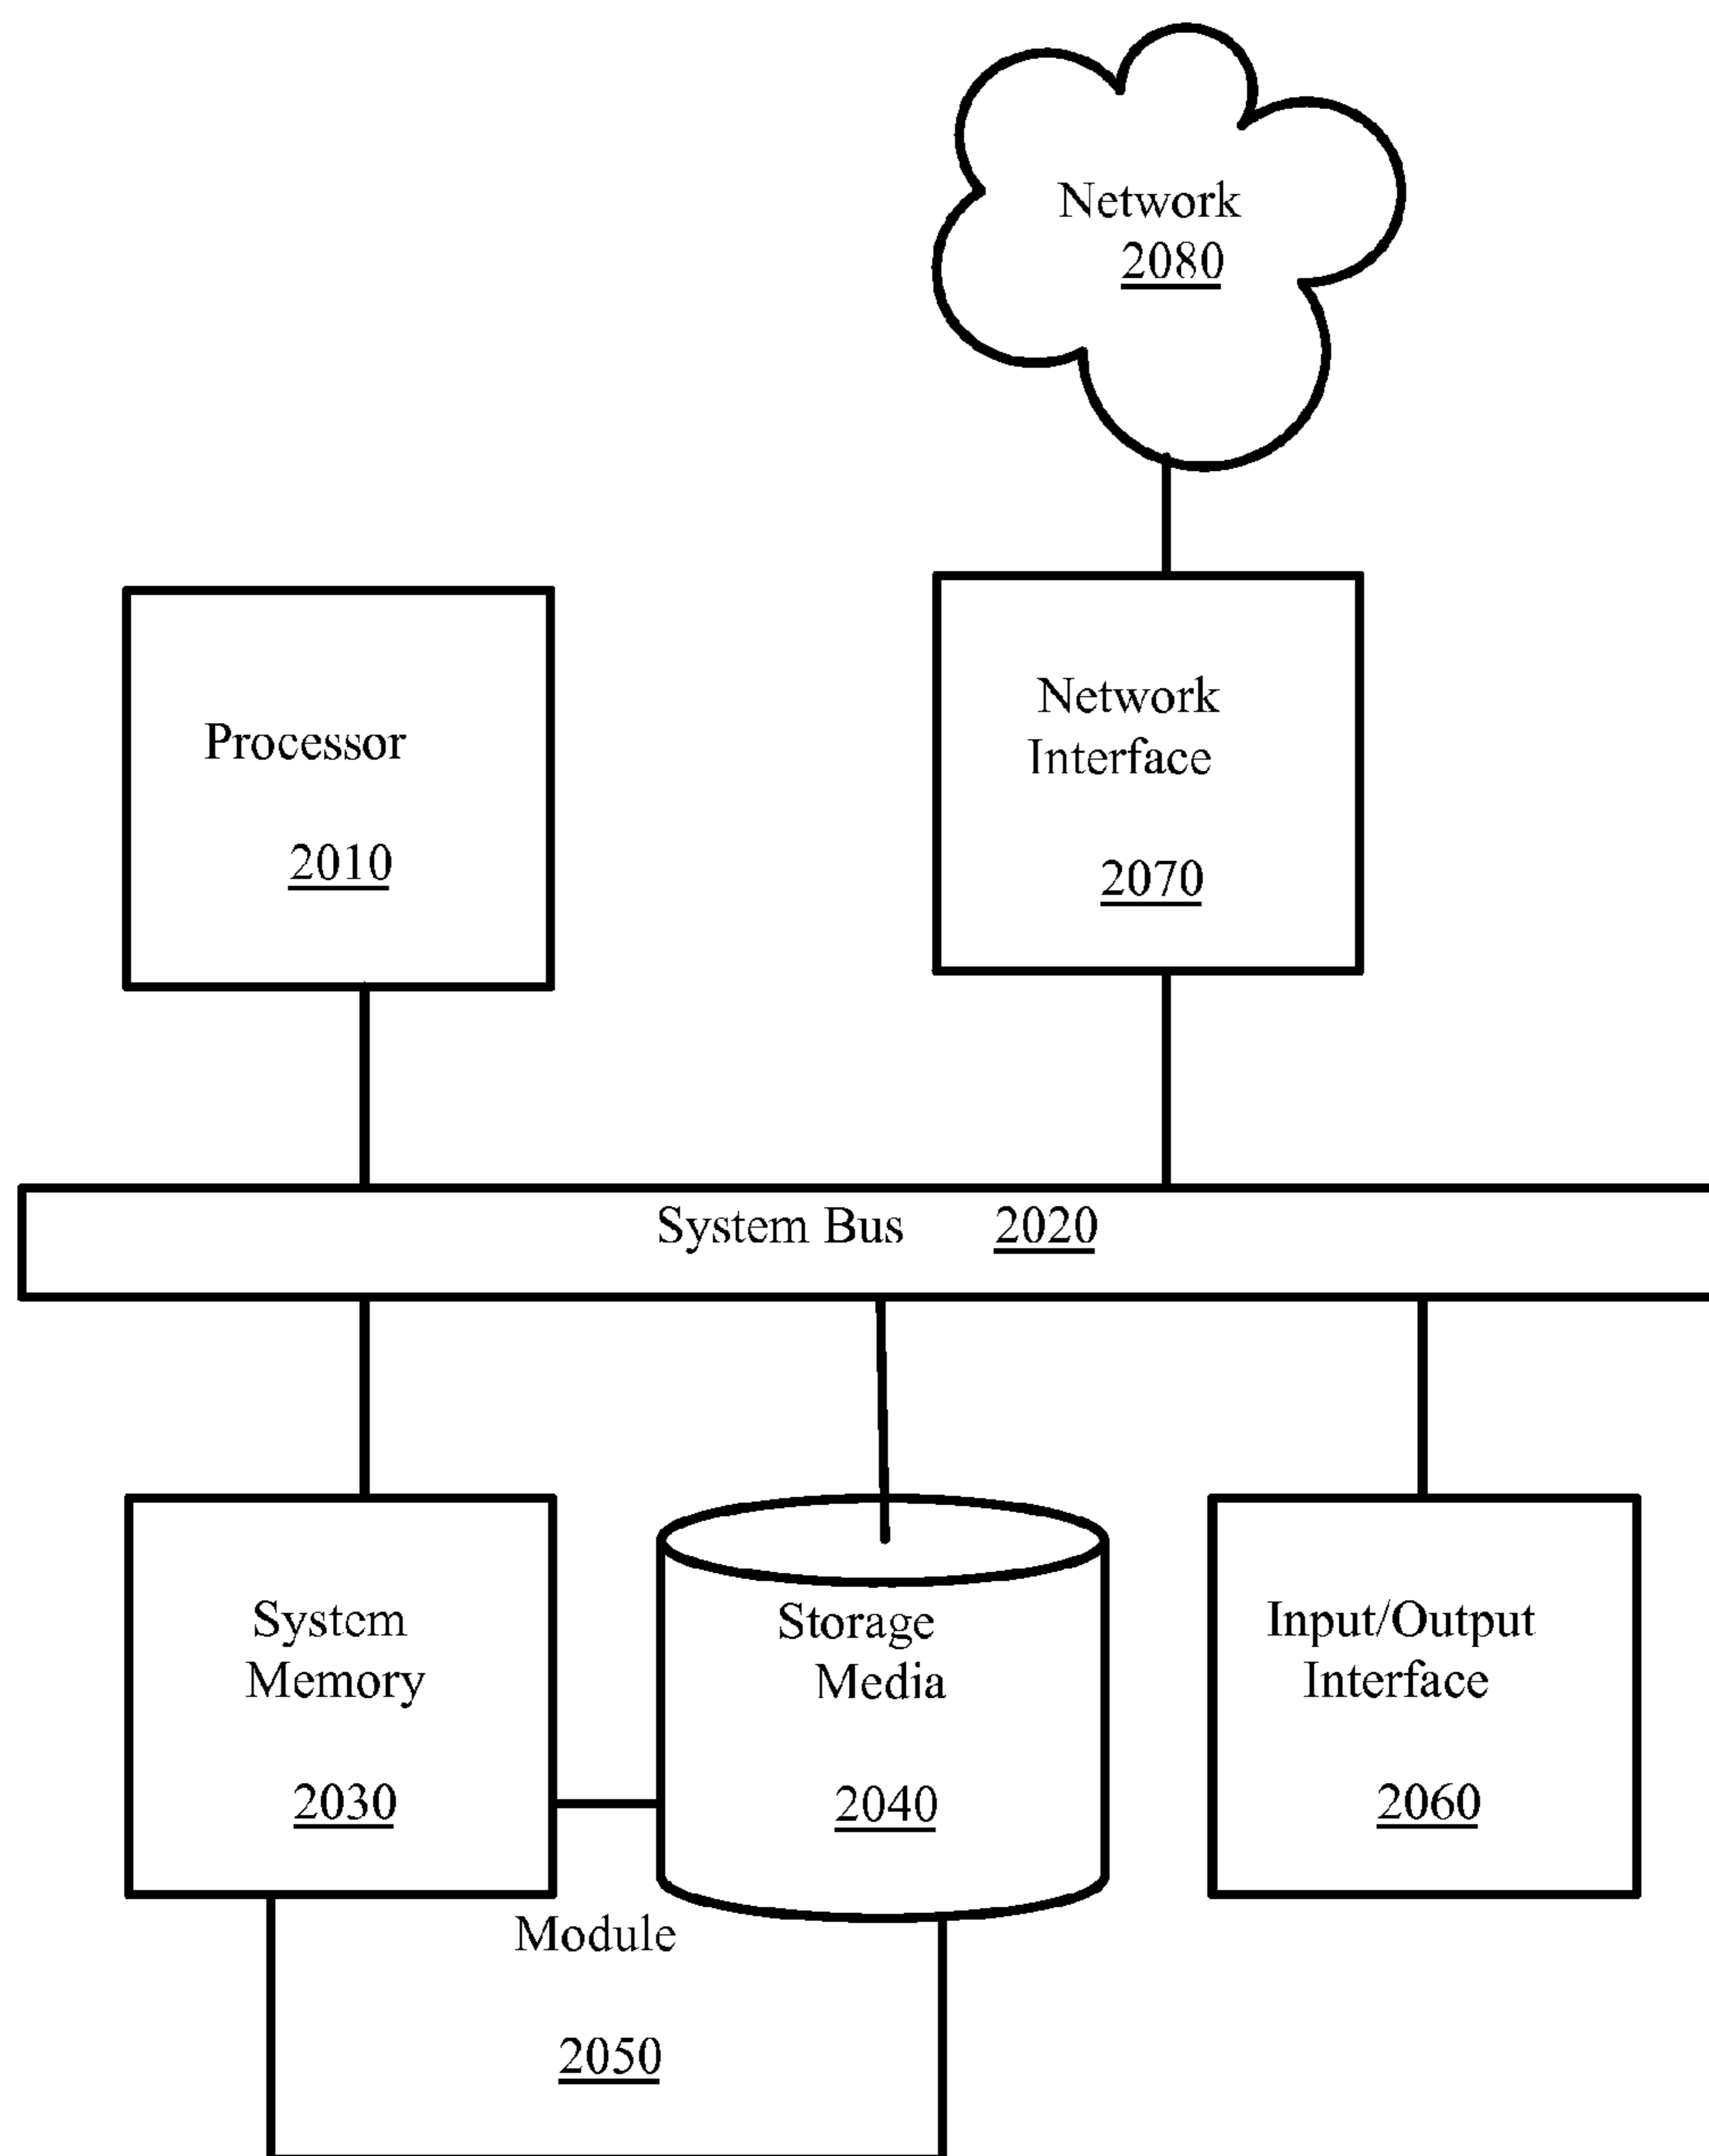 Network
2080
Processor
2010
Network
Interface
2070
System Bus 2020
System
Memory
2030
Storage
Media
2040
Input/Output
Interface
2060
Module
2050